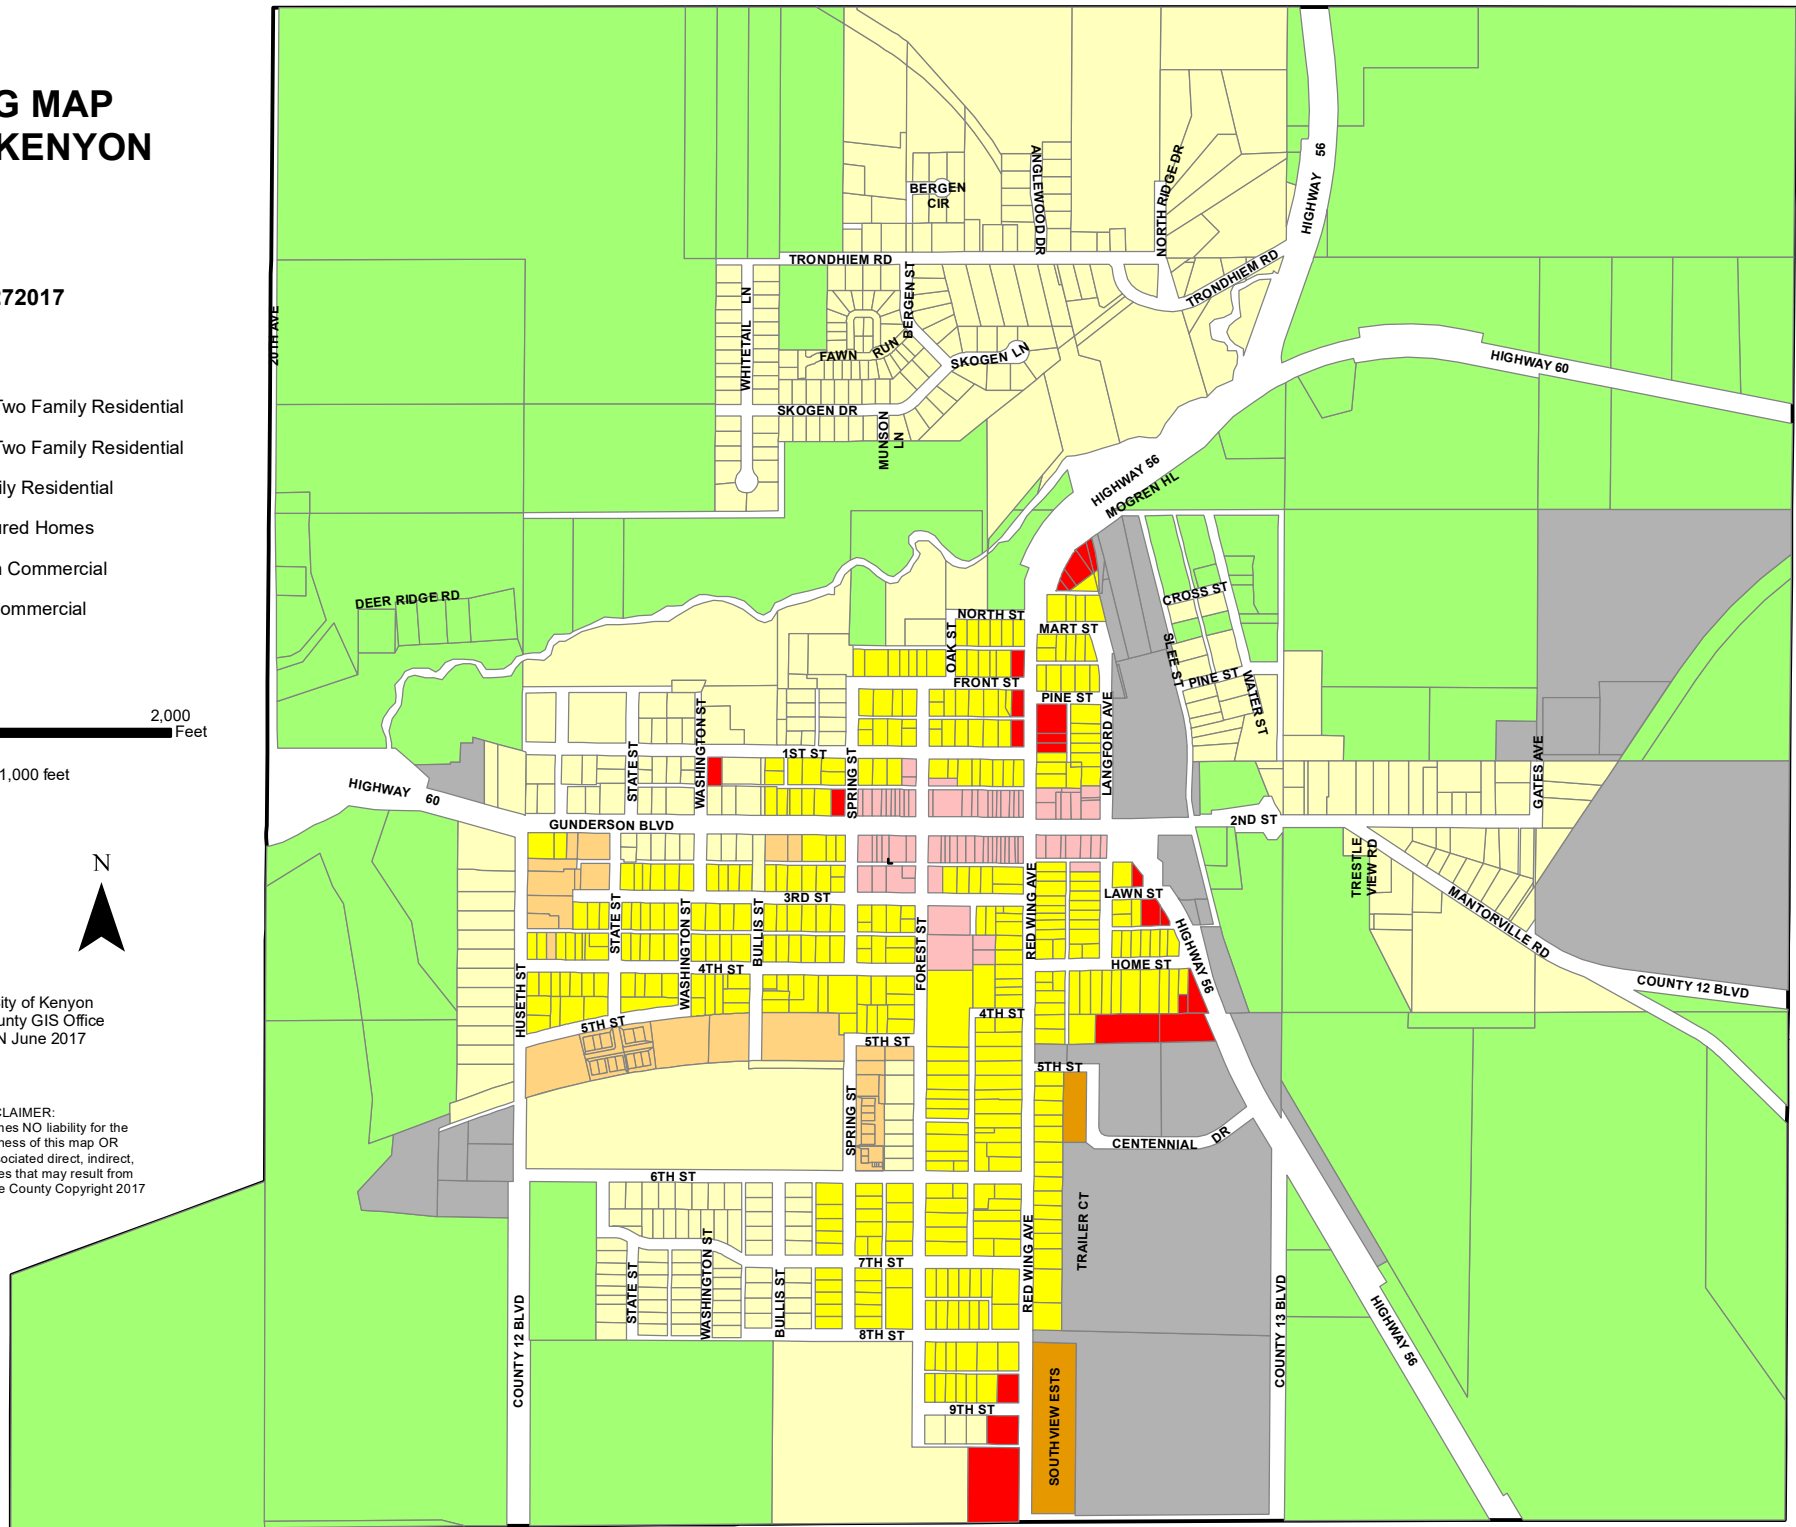 G MAP
KENYON
272017
Two Family Residential
Two Family Residential
ily Residential
ured Homes
n Commercial
ommercial
2,000
Feet
1,000 feet
N
ity of Kenyon
unty GIS Office
N June 2017
CLAIMER:
mes NO liability for the
ness of this map OR
sociated direct, indirect,
es that may result from
e County Copyright 2017
20TH AVE
BERGEN
CIR
ANGLEWOOD DR
NORTH RIDGE DR
HIGHWAY 56
TRONDHIEM RD
TRONDHIEM RD
WHITETAIL LN
BERGEN ST
FAWN RUN
SKOGEN LN
SKOGEN DR
MUNSON
LN
HIGHWAY 60
HIGHWAY 56
MOGREN HL
DEER RIDGE RD
CROSS ST
NORTH ST
MART ST
OAK ST
SLEE ST
FRONT ST
PINE ST
PINE ST
WATER ST
WASHINGTON ST
STATE ST
1ST ST
SPRING ST
LANGFORD AVE
GATES AVE
HIGHWAY 60
GUNDERSON BLVD
2ND ST
TRESTLE
VIEW RD
MANTORVILLE RD
COUNTY 12 BLVD
3RD ST
LAWN ST
STATE ST
WASHINGTON ST
BULLIS ST
FOREST ST
RED WING AVE
HIGHWAY 56
HOME ST
4TH ST
HUSETH ST
5TH ST
4TH ST
5TH ST
5TH ST
SPRING ST
CENTENNIAL DR
6TH ST
TRAILER CT
STATE ST
WASHINGTON ST
BULLIS ST
7TH ST
RED WING AVE
8TH ST
COUNTY 12 BLVD
COUNTY 13 BLVD
HIGHWAY 56
9TH ST
SOUTHVIEW ESTS